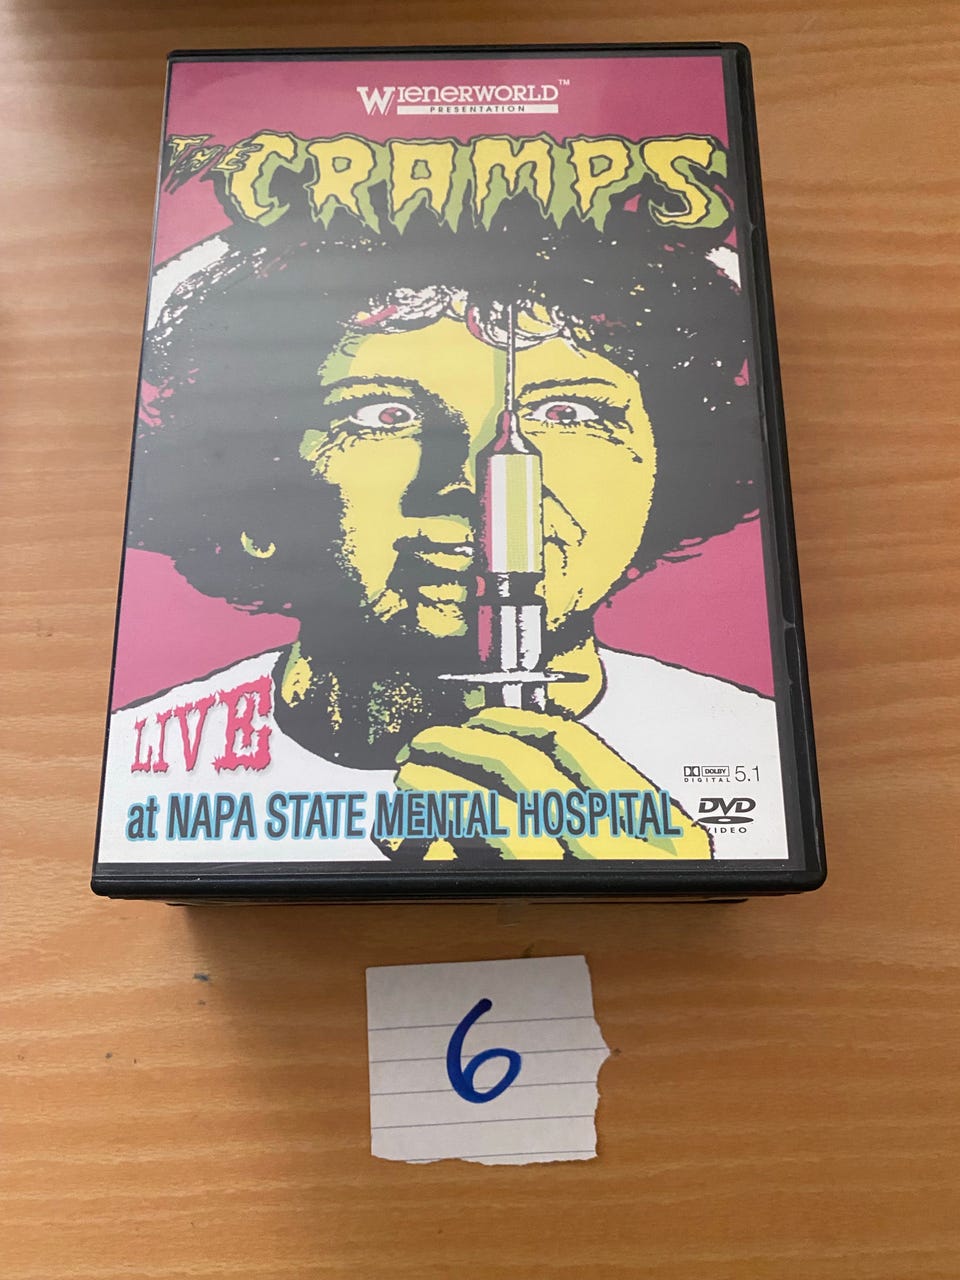 WIENERWORLD™
PRESENTATION
THE CRAMPS
LIVE
at NAPA STATE MENTAL HOSPITAL
DOLBY
DIGITAL 5.1
DVD
VIDEO
6